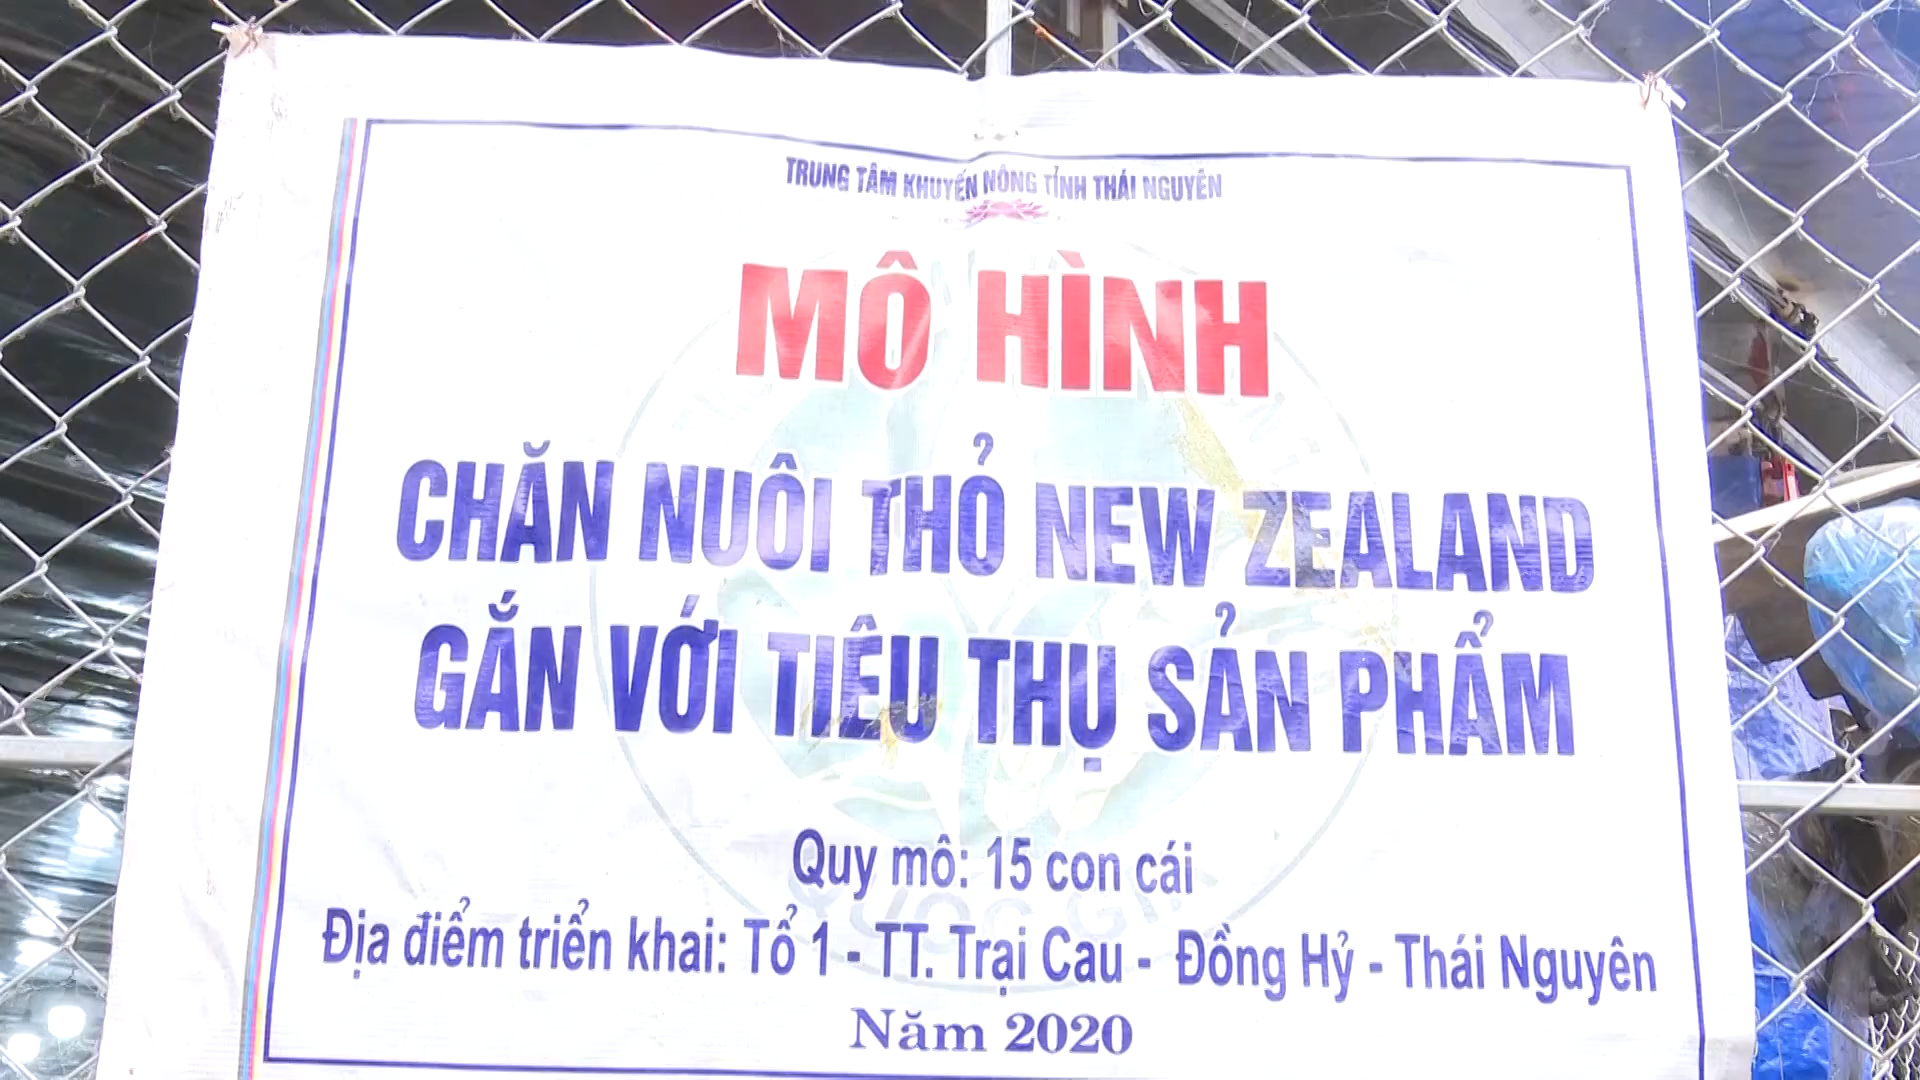 TRUNG TÂM KHUYẾN NÔNG TỈNH THÁI NGUYÊN
MÔ HÌNH
CHĂN NUÔI THỎ NEW ZEALAND
GẮN VỚI TIÊU THỤ SẢN PHẨM
Quy mô: 15 con cái
QUỐC GIA
Địa điểm triển khai: Tổ 1 - TT. Trại Cau - Đồng Hỷ - Thái Nguyên
Năm 2020